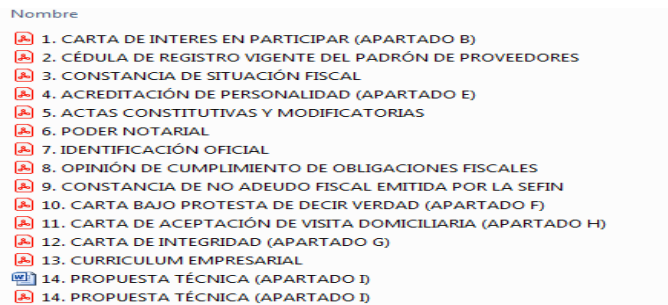 Nombre
1. CARTA DE INTERES EN PARTICIPAR (APARTADO B)
2. CÉDULA DE REGISTRO VIGENTE DEL PADRÓN DE PROVEEDORES
3. CONSTANCIA DE SITUACIÓN FISCAL
4. ACREDITACIÓN DE PERSONALIDAD (APARTADO E)
5. ACTAS CONSTITUTIVAS Y MODIFICATORIAS
6. PODER NOTARIAL
7. IDENTIFICACIÓN OFICIAL
8. OPINIÓN DE CUMPLIMIENTO DE OBLIGACIONES FISCALES
9. CONSTANCIA DE NO ADEUDO FISCAL EMITIDA POR LA SEFIN
10. CARTA BAJO PROTESTA DE DECIR VERDAD (APARTADO F)
11. CARTA DE ACEPTACIÓN DE VISITA DOMICILIARIA (APARTADO H)
12. CARTA DE INTEGRIDAD (APARTADO G)
13. CURRICULUM EMPRESARIAL
14. PROPUESTA TÉCNICA (APARTADO I)
14. PROPUESTA TÉCNICA (APARTADO I)